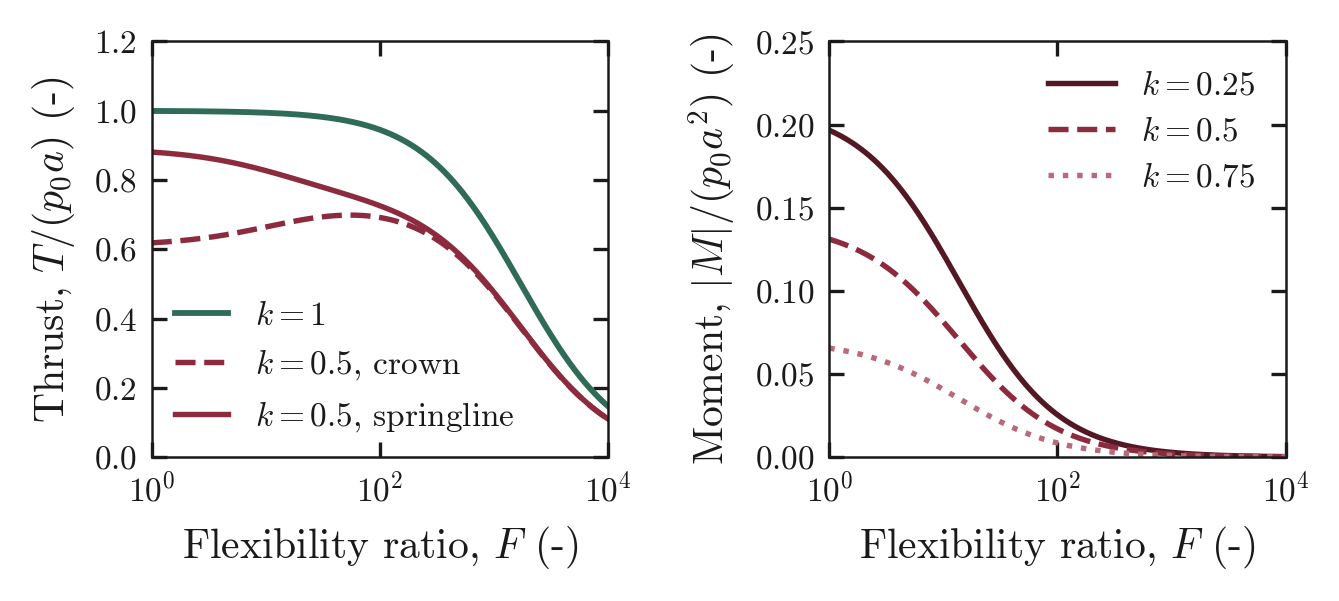 1.2
1.0
0.8
0.6
0.4
0.2
0.0
Thrust, T/(p₀a) (-)
k = 1
k = 0.5, crown
k = 0.5, springline
10⁰
10²
10⁴
Flexibility ratio, F (-)
0.25
0.20
0.15
0.10
0.05
0.00
Moment, |M|/(p₀a²) (-)
k = 0.25
k = 0.5
k = 0.75
10⁰
10²
10⁴
Flexibility ratio, F (-)